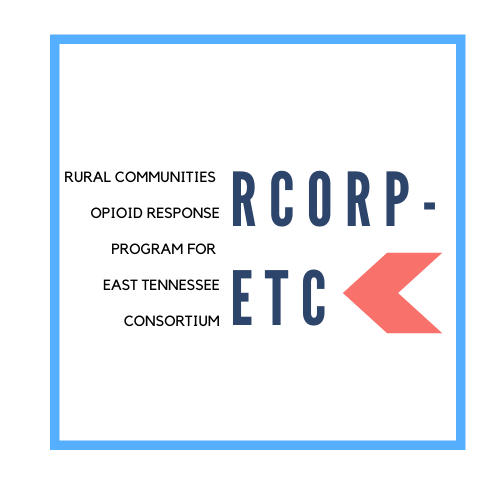 RURAL COMMUNITIES
OPIOID RESPONSE
PROGRAM FOR
EAST TENNESSEE
CONSORTIUM
RCORP-
ETC